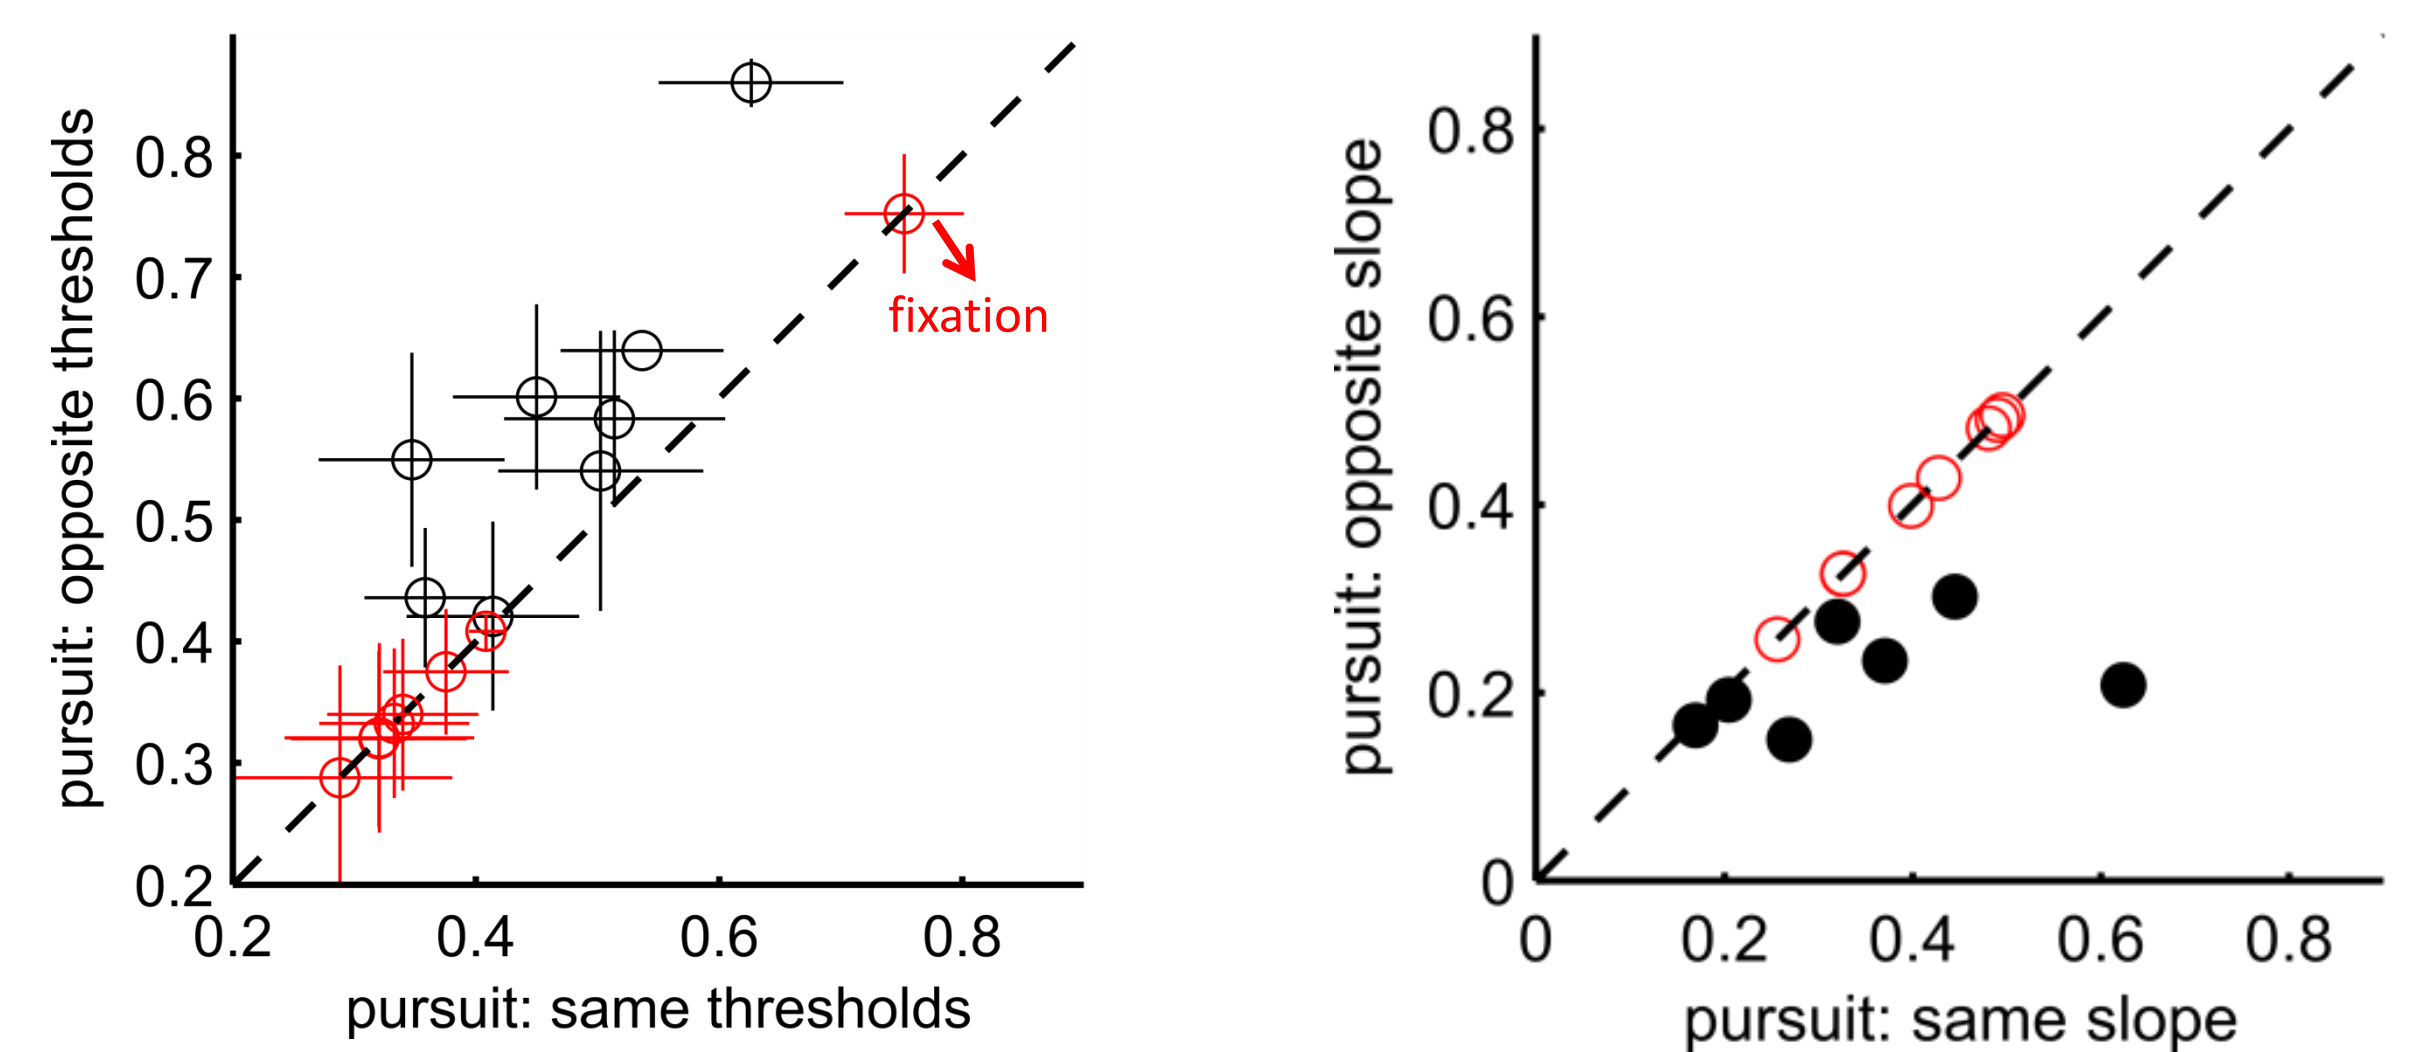 pursuit: opposite thresholds
0.8
0.7
0.6
0.5
0.4
0.3
0.2
0.2 0.4 0.6 0.8
pursuit: same thresholds
fixation
pursuit: opposite slope
0.8
0.6
0.4
0.2
0
0 0.2 0.4 0.6 0.8
pursuit: same slope